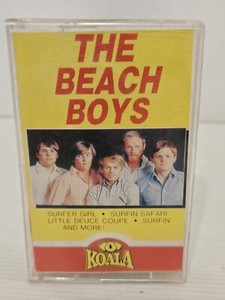 THE
BEACH
BOYS
SURFER GIRL • SURFIN SAFARI
LITTLE DEUCE COUPE • SURFIN'
AND MORE!
KOALA